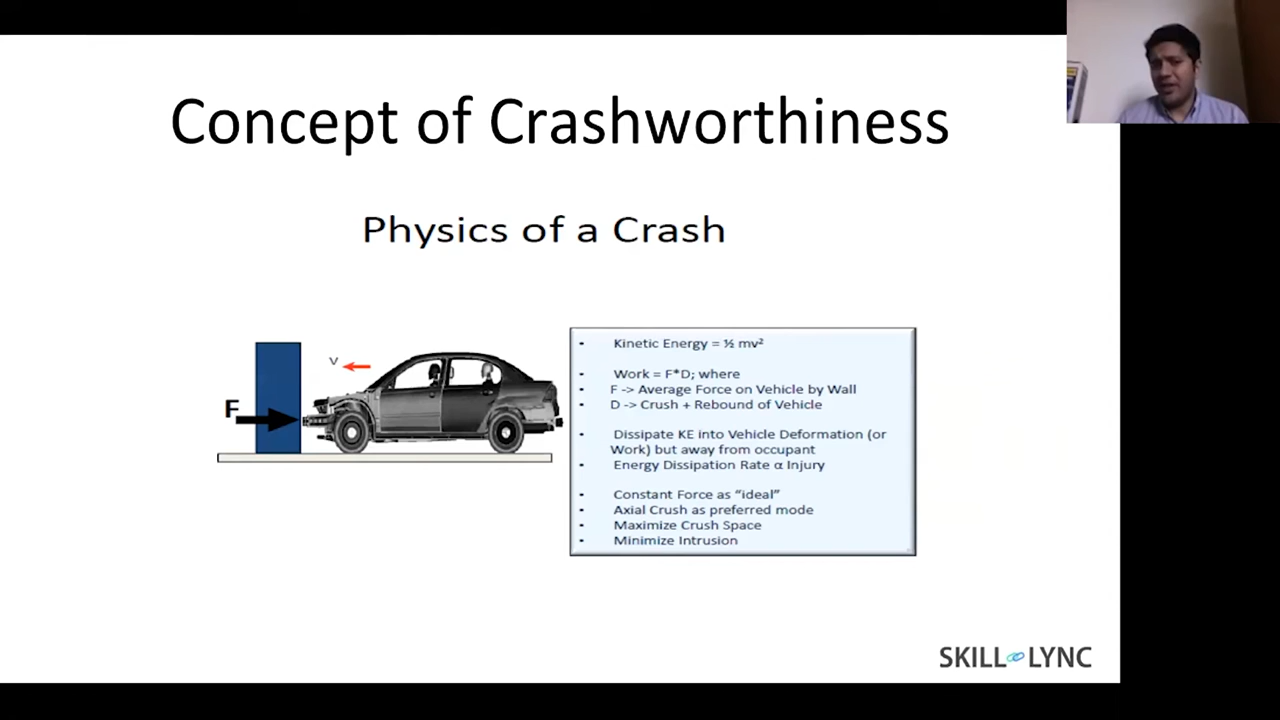 Concept of Crashworthiness
Physics of a Crash
V
F
• Kinetic Energy = ½ mv²
• Work = F*D; where
• F -> Average Force on Vehicle by Wall
• D -> Crush + Rebound of Vehicle
• Dissipate KE into Vehicle Deformation (or
Work) but away from occupant
• Energy Dissipation Rate α Injury
• Constant Force as “ideal”
• Axial Crush as preferred mode
• Maximize Crush Space
• Minimize Intrusion
SKILL LYNC